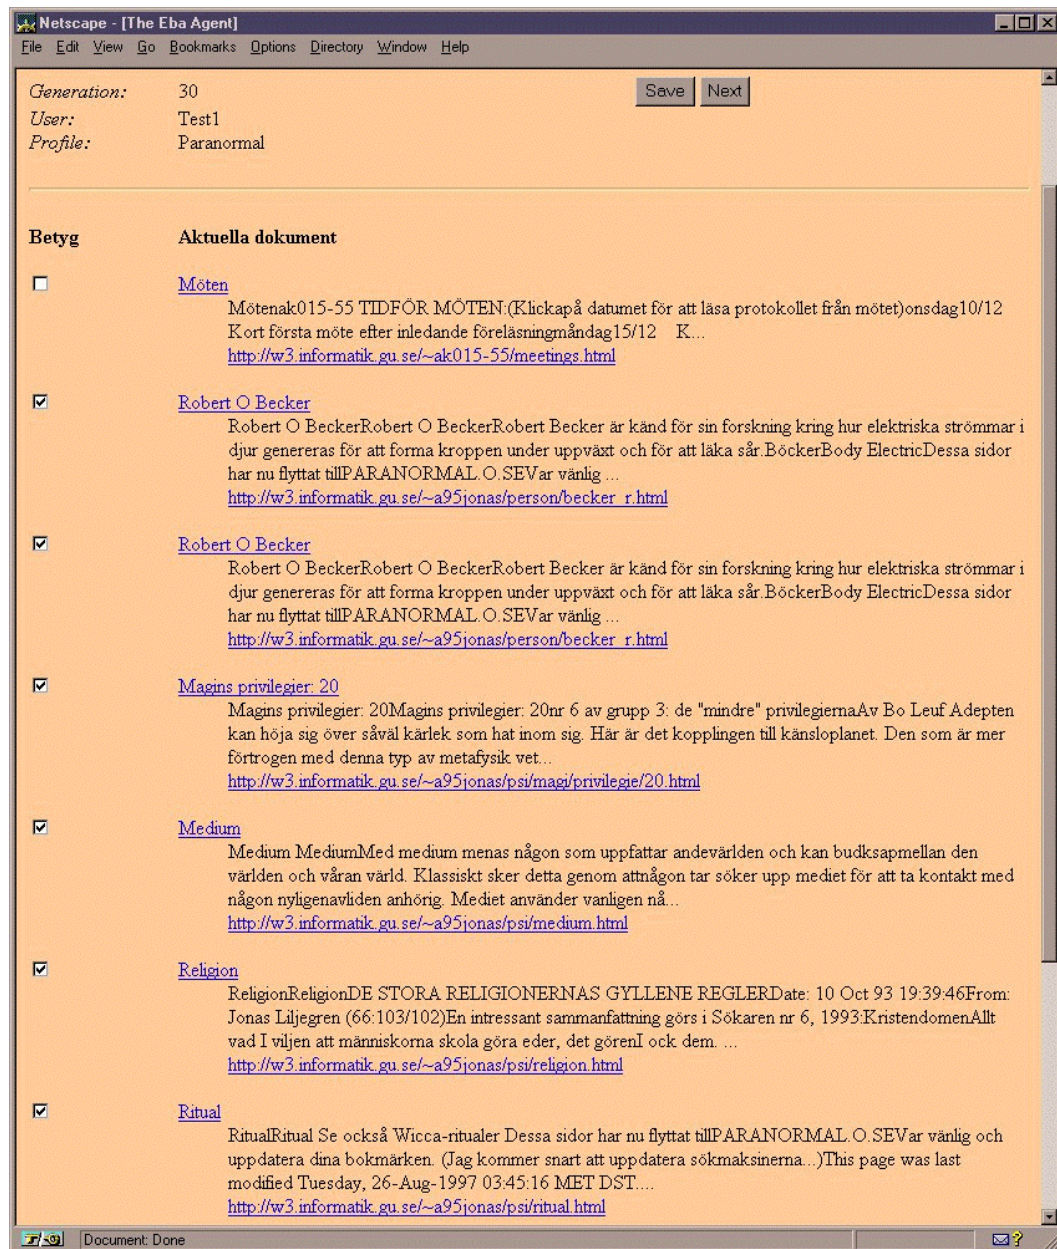 Netscape - [The Eba Agent]
File Edit View Go Bookmarks Options Directory Window Help
Generation: 30 Save Next
User: Test1
Profile: Paranormal
Betyg Aktuella dokument
Möten
Mötenak015-55 TIDFÖR MÖTEN:(Klickapå datumet för att läsa protokollet från mötet)onsdag10/12
Kort första möte efter inledande föreläsningmåndag15/12 K...
http://w3.informatik.gu.se/~ak015-55/meetings.html
Robert O Becker
Robert O BeckerRobert O BeckerRobert Becker är känd för sin forskning kring hur elektriska strömmar i
djur genereras för att forma kroppen under uppväxt och för att läka sår.BöckerBody ElectricDessa sidor
har nu flyttat tillPARANORMAL.O.SEVar vänlig ...
http://w3.informatik.gu.se/~a95jonas/person/becker_r.html
Robert O Becker
Robert O BeckerRobert O BeckerRobert Becker är känd för sin forskning kring hur elektriska strömmar i
djur genereras för att forma kroppen under uppväxt och för att läka sår.BöckerBody ElectricDessa sidor
har nu flyttat tillPARANORMAL.O.SEVar vänlig ...
http://w3.informatik.gu.se/~a95jonas/person/becker_r.html
Magins privilegier: 20
Magins privilegier: 20Magins privilegier: 20nr 6 av grupp 3: de "mindre" privilegiernaAv Bo Leuf Adepten
kan höja sig över såväl kärlek som hat inom sig. Här är det kopplingen till känsloplanet. Den som är mer
förtrogen med denna typ av metafysik vet...
http://w3.informatik.gu.se/~a95jonas/psi/magi/privilegie/20.html
Medium
Medium MediumMed medium menas någon som uppfattar andevärlden och kan budksapmellan den
världen och våran värld. Klassiskt sker detta genom attnågon tar söker upp mediet för att ta kontakt med
någon nyligenavliden anhörig. Mediet använder vanligen nå...
http://w3.informatik.gu.se/~a95jonas/psi/medium.html
Religion
ReligionReligionDE STORA RELIGIONERNAS GYLLENE REGLERDate: 10 Oct 93 19:39:46From:
Jonas Liljegren (66:103/102)En intressant sammanfattning görs i Sökaren nr 6, 1993:KristendomenAllt
vad I viljen att människorna skola göra eder, det görenI ock dem. ...
http://w3.informatik.gu.se/~a95jonas/psi/religion.html
Ritual
RitualRitual Se också Wicca-ritualer Dessa sidor har nu flyttat tillPARANORMAL.O.SEVar vänlig och
uppdatera dina bokmärken. (Jag kommer snart att uppdatera sökmaksinerna...)This page was last
modified Tuesday, 26-Aug-1997 03:45:16 MET DST....
http://w3.informatik.gu.se/~a95jonas/psi/ritual.html
Document: Done